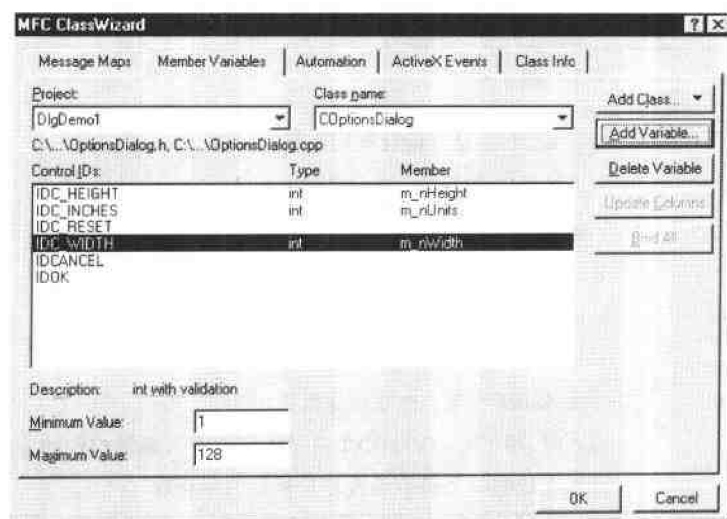 MFC ClassWizard
Message Maps Member Variables Automation ActiveX Events Class Info
Project: Class name: Add Class...
DlgDemo1 COptionsDialog Add Variable...
C:\...\OptionsDialog.h, C:\...\OptionsDialog.cpp
Control IDs: Type Member Delete Variable
IDC_HEIGHT int m_nHeight
IDC_INCHES int m_nUnits Update Columns
IDC_RESET
IDC_WIDTH int m_nWidth Bind All
IDCANCEL
IDOK
Description: int with validation
Minimum Value: 1
Maximum Value: 128
OK Cancel